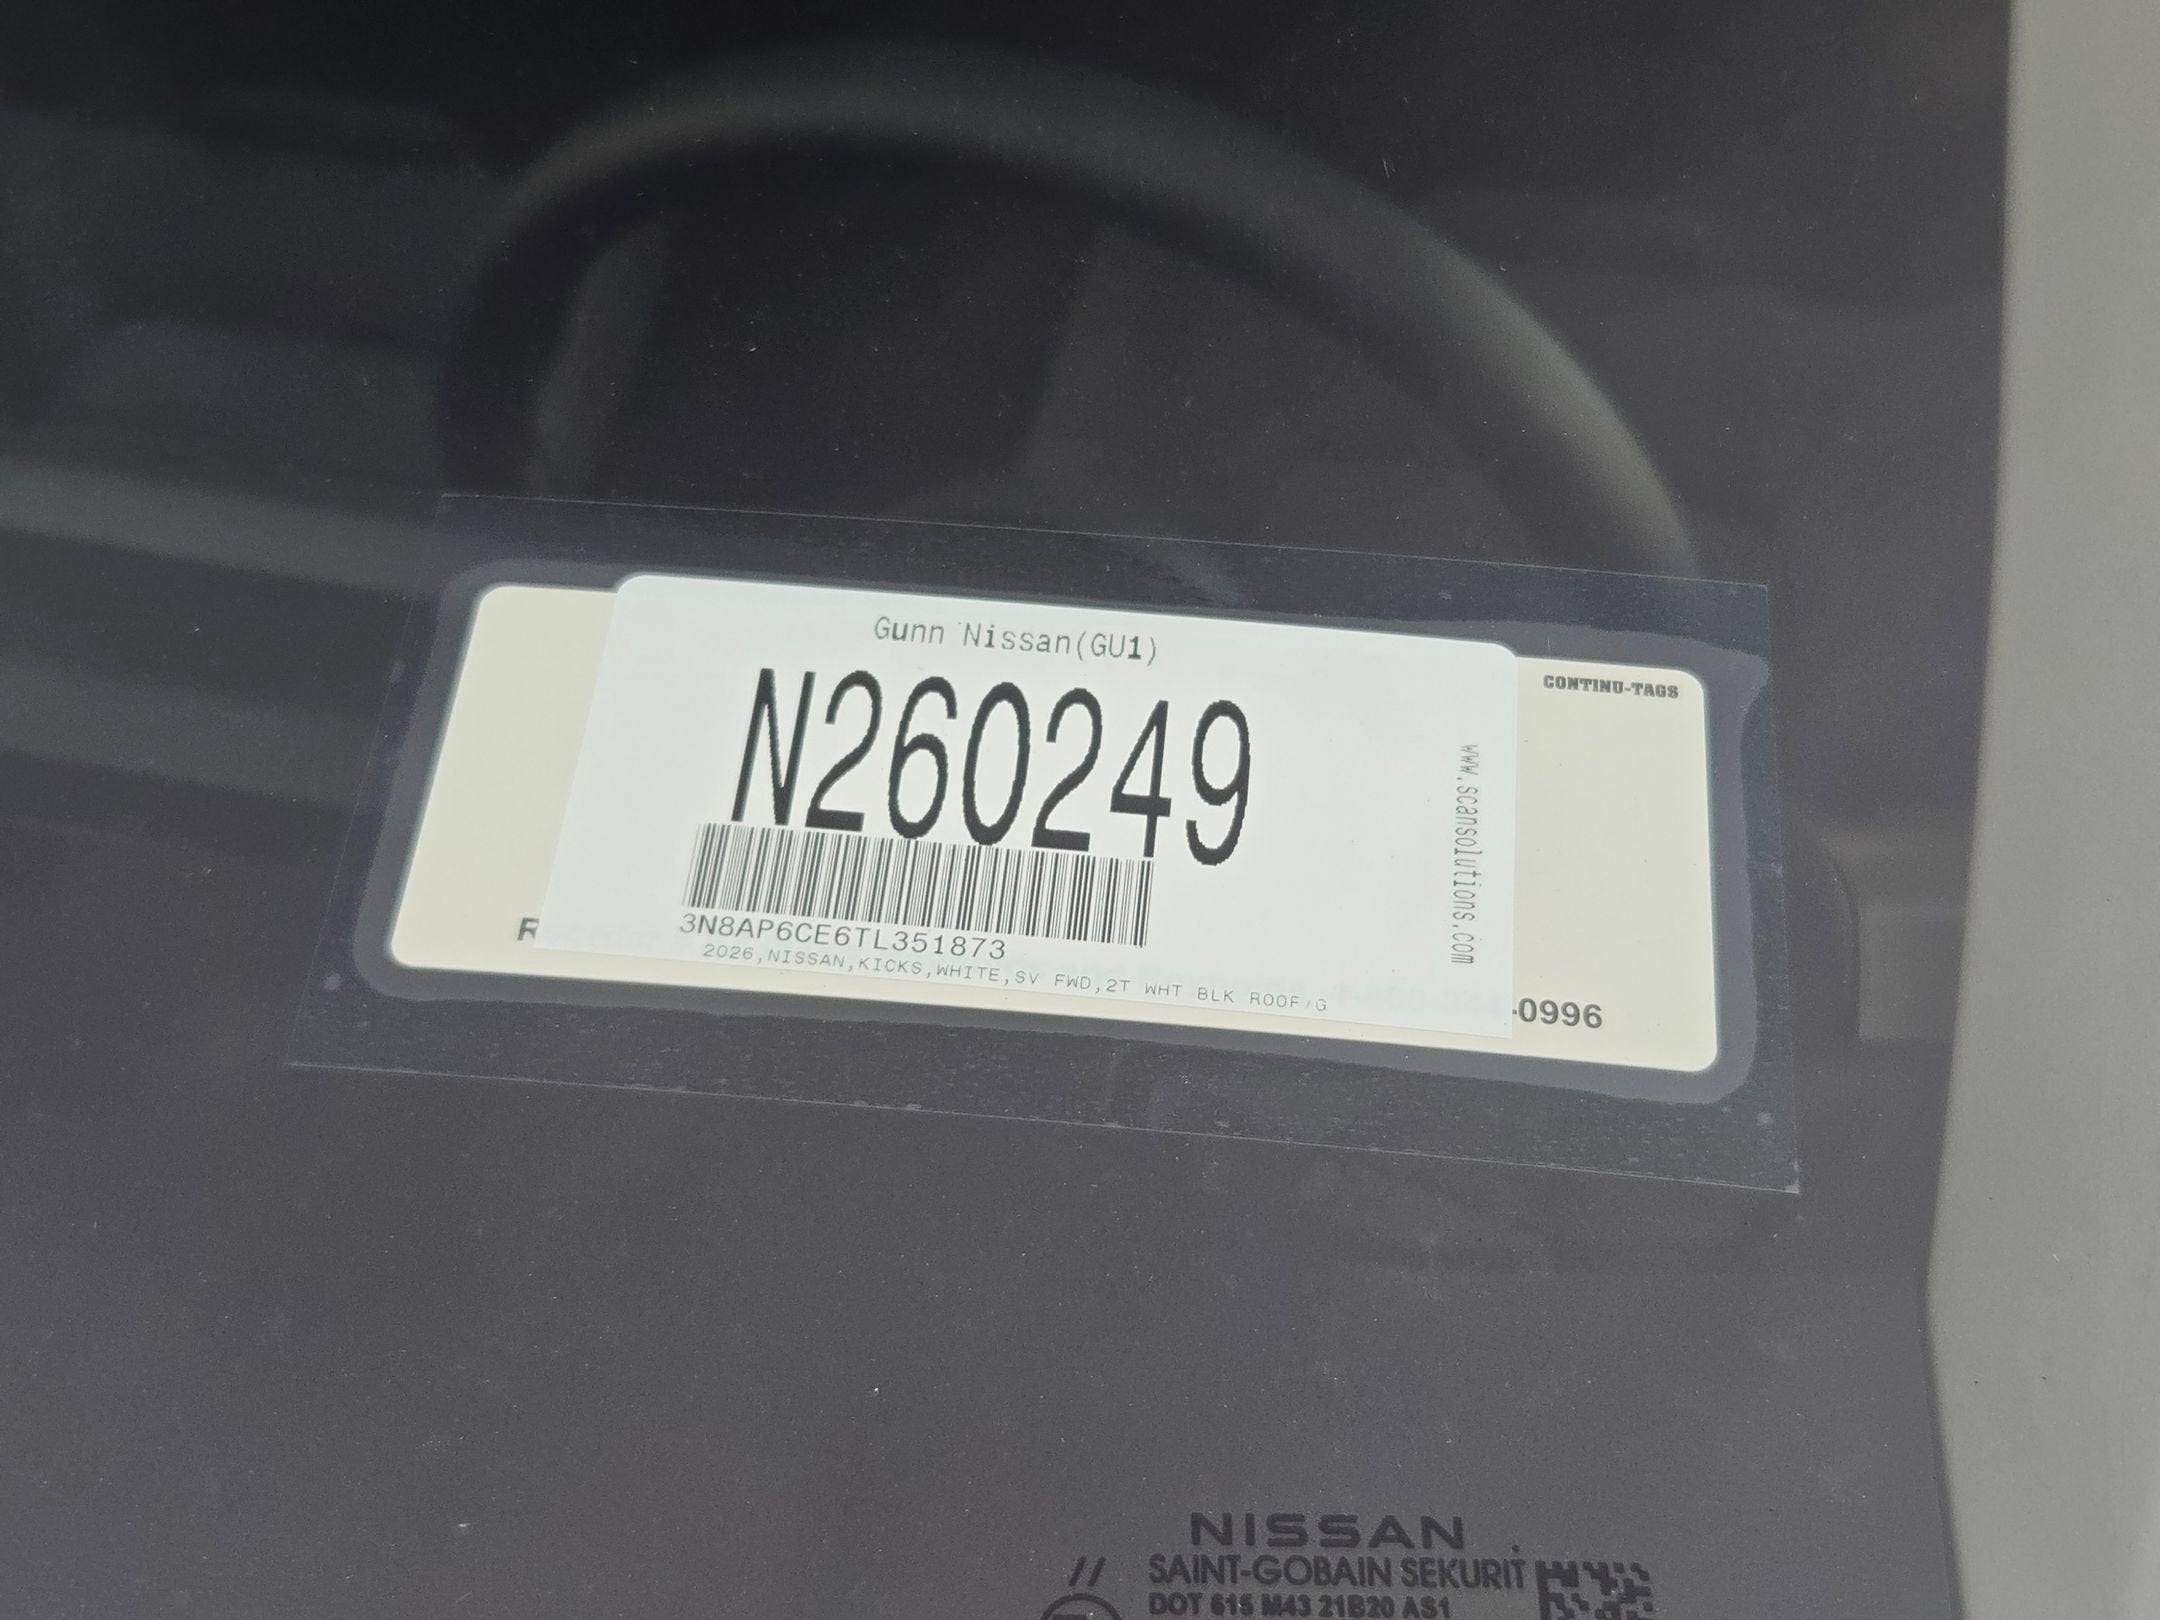 Gunn Nissan(GU1)
N260249
CONTINU-TAGS
www.scansolutions.com
3N8AP6CE6TL351873
2026,NISSAN,KICKS,WHITE,SV FWD,2T WHT BLK ROOF/G
-0996
NISSAN
SAINT-GOBAIN SEKURIT
DOT 615 M43 21B20 AS1